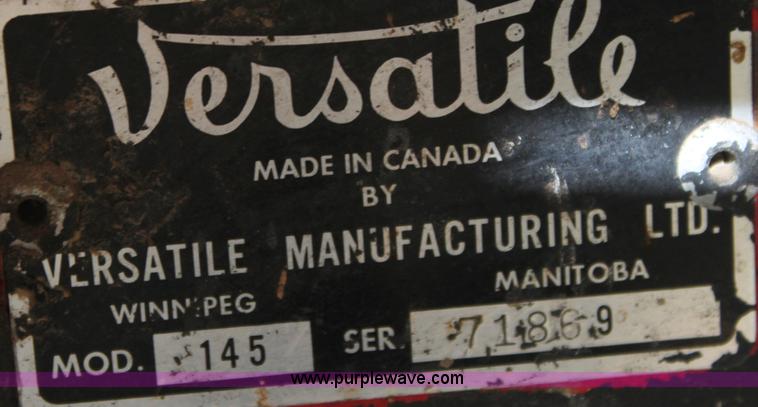 Versatile
MADE IN CANADA
BY
VERSATILE MANUFACTURING LTD.
WINNIPEG MANITOBA
MOD. 145 SER. 71869
www.purplewave.com